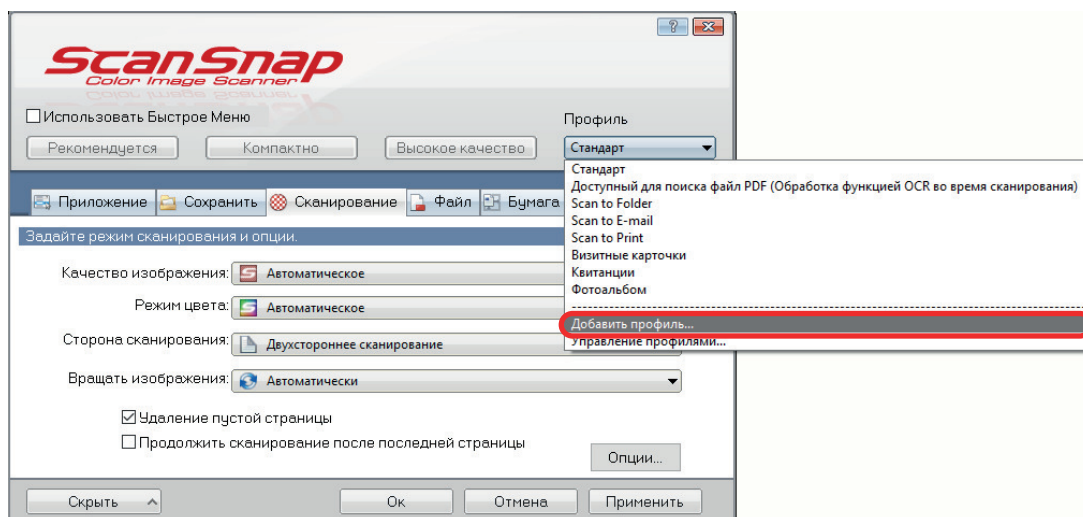 ScanSnap
Color Image Scanner
Использовать Быстрое Меню
Профиль
Рекомендуется
Компактно
Высокое качество
Стандарт
Стандарт
Доступный для поиска файл PDF (Обработка функцией OCR во время сканирования)
Scan to Folder
Scan to E-mail
Scan to Print
Визитные карточки
Квитанции
Фотоальбом
Добавить профиль...
Управление профилями...
Приложение
Сохранить
Сканирование
Файл
Бумага
Задайте режим сканирования и опции.
Качество изображения: Автоматическое
Режим цвета: Автоматическое
Сторона сканирования: Двухстороннее сканирование
Вращать изображения: Автоматически
Удаление пустой страницы
Продолжить сканирование после последней страницы
Опции...
Скрыть
Ок
Отмена
Применить